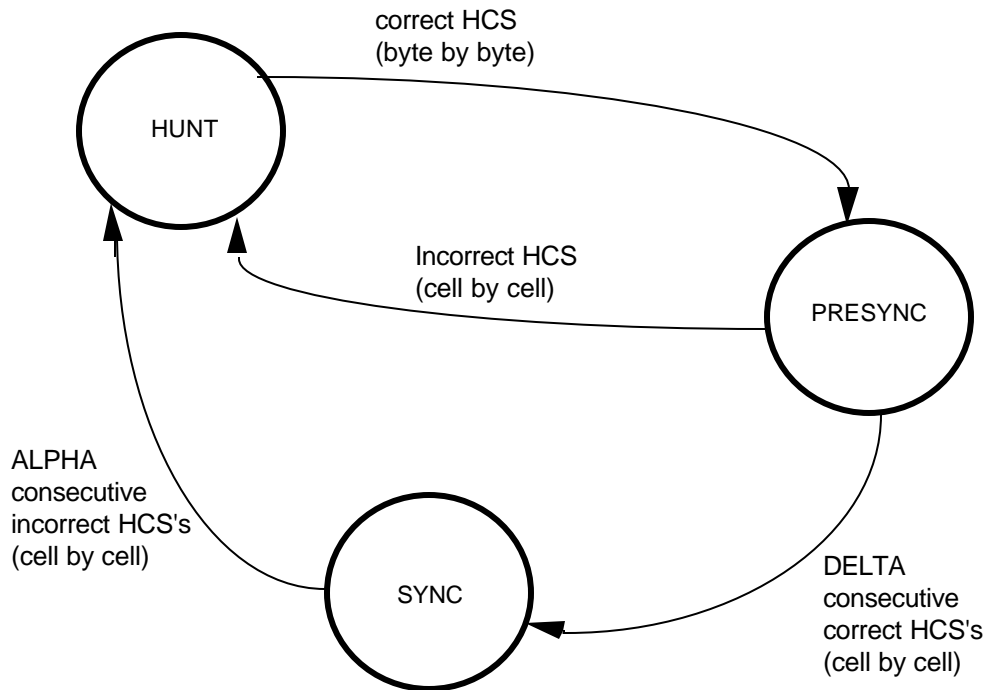 correct HCS
(byte by byte)
HUNT
Incorrect HCS
(cell by cell)
PRESYNC
ALPHA
consecutive
incorrect HCS's
(cell by cell)
SYNC
DELTA
consecutive
correct HCS's
(cell by cell)